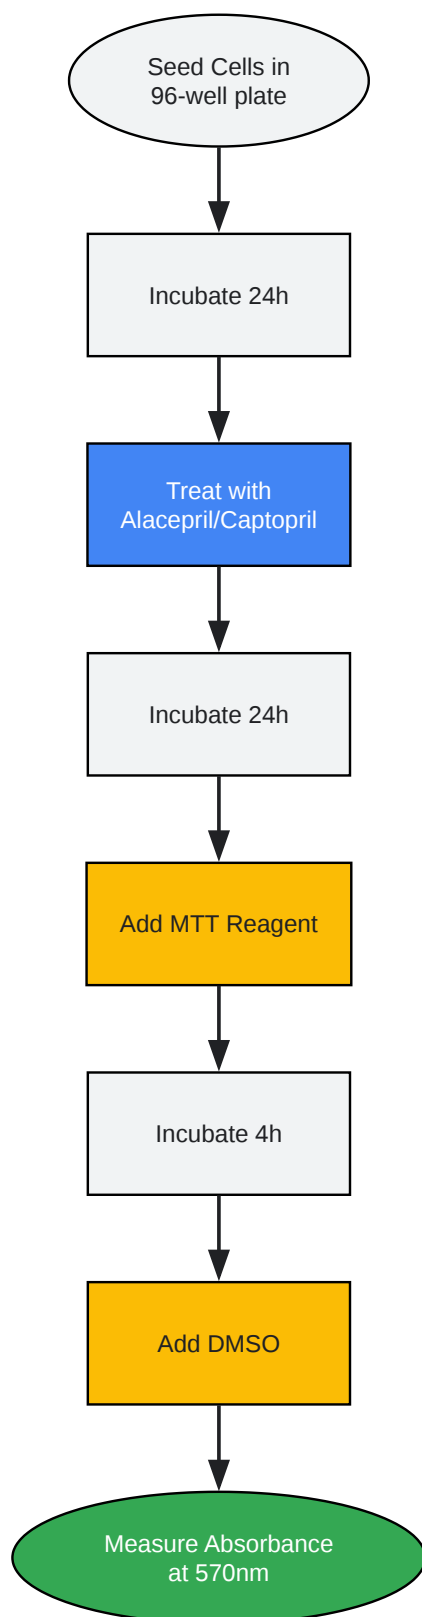 Seed Cells in
96-well plate
Incubate 24h
Treat with
Alacepril/Captopril
Incubate 24h
Add MTT Reagent
Incubate 4h
Add DMSO
Measure Absorbance
at 570nm